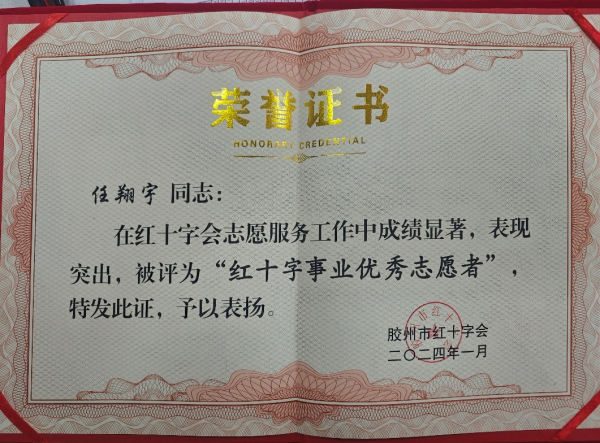 荣誉证书
HONORARY CREDENTIAL
任翔宇 同志：
在红十字会志愿服务工作中成绩显著，表现
突出，被评为“红十字事业优秀志愿者”，
特发此证，予以表扬。
胶州市红十字会
二〇二四年一月